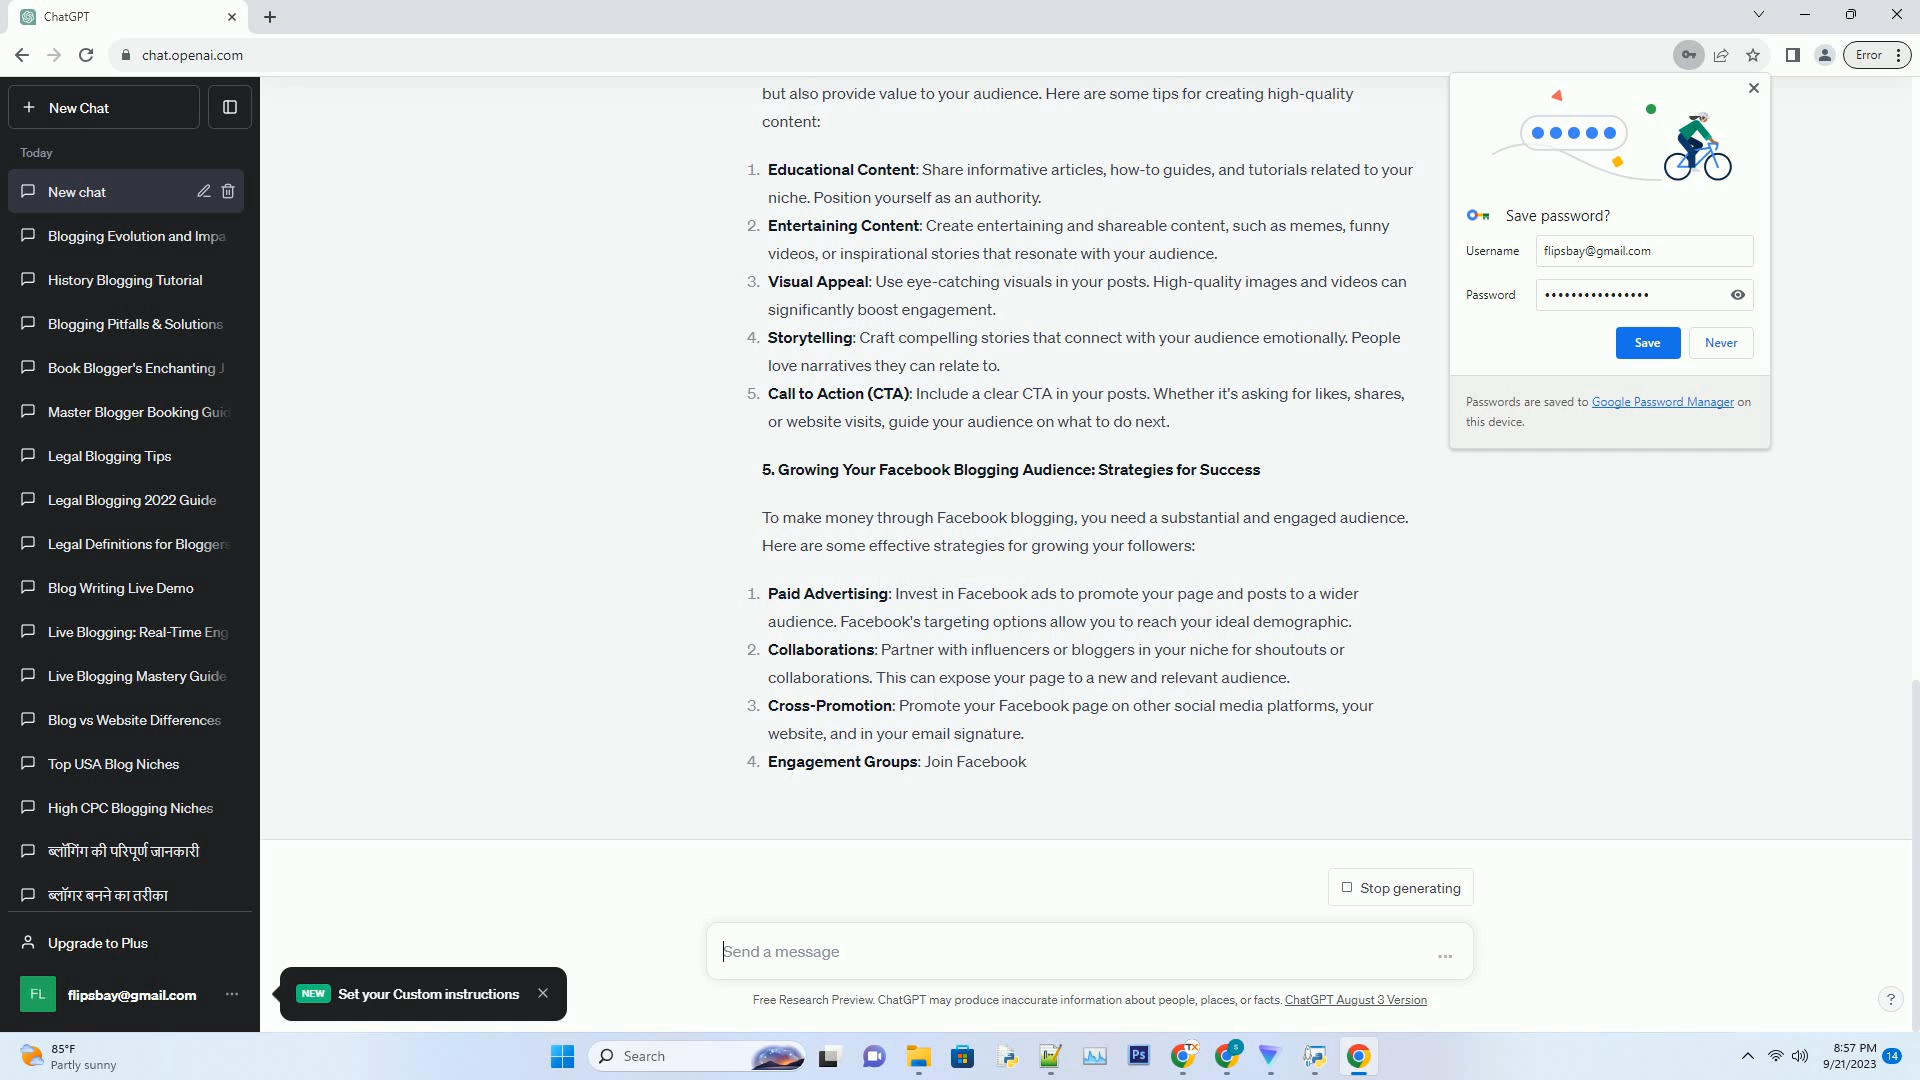 ChatGPT
chat.openai.com
Error
New Chat
Today
New chat
Blogging Evolution and Impa
History Blogging Tutorial
Blogging Pitfalls & Solutions
Book Blogger's Enchanting J
Master Blogger Booking Guid
Legal Blogging Tips
Legal Blogging 2022 Guide
Legal Definitions for Bloggers
Blog Writing Live Demo
Live Blogging: Real-Time Eng
Live Blogging Mastery Guide
Blog vs Website Differences
Top USA Blog Niches
High CPC Blogging Niches
ब्लॉगिंग की परिपूर्ण जानकारी
ब्लॉगर बनने का तरीका
Upgrade to Plus
FL flipsbay@gmail.com
NEW Set your Custom instructions
but also provide value to your audience. Here are some tips for creating high-quality
content:
1. Educational Content: Share informative articles, how-to guides, and tutorials related to your
niche. Position yourself as an authority.
2. Entertaining Content: Create entertaining and shareable content, such as memes, funny
videos, or inspirational stories that resonate with your audience.
3. Visual Appeal: Use eye-catching visuals in your posts. High-quality images and videos can
significantly boost engagement.
4. Storytelling: Craft compelling stories that connect with your audience emotionally. People
love narratives they can relate to.
5. Call to Action (CTA): Include a clear CTA in your posts. Whether it's asking for likes, shares,
or website visits, guide your audience on what to do next.
5. Growing Your Facebook Blogging Audience: Strategies for Success
To make money through Facebook blogging, you need a substantial and engaged audience.
Here are some effective strategies for growing your followers:
1. Paid Advertising: Invest in Facebook ads to promote your page and posts to a wider
audience. Facebook's targeting options allow you to reach your ideal demographic.
2. Collaborations: Partner with influencers or bloggers in your niche for shoutouts or
collaborations. This can expose your page to a new and relevant audience.
3. Cross-Promotion: Promote your Facebook page on other social media platforms, your
website, and in your email signature.
4. Engagement Groups: Join Facebook
Stop generating
Send a message
Free Research Preview. ChatGPT may produce inaccurate information about people, places, or facts. ChatGPT August 3 Version
?
Save password?
Username flipsbay@gmail.com
Password ••••••••••••••••
Save Never
Passwords are saved to Google Password Manager on
this device.
85°F
Partly sunny
Search
Ps
TX
S
8:57 PM
9/21/2023
14